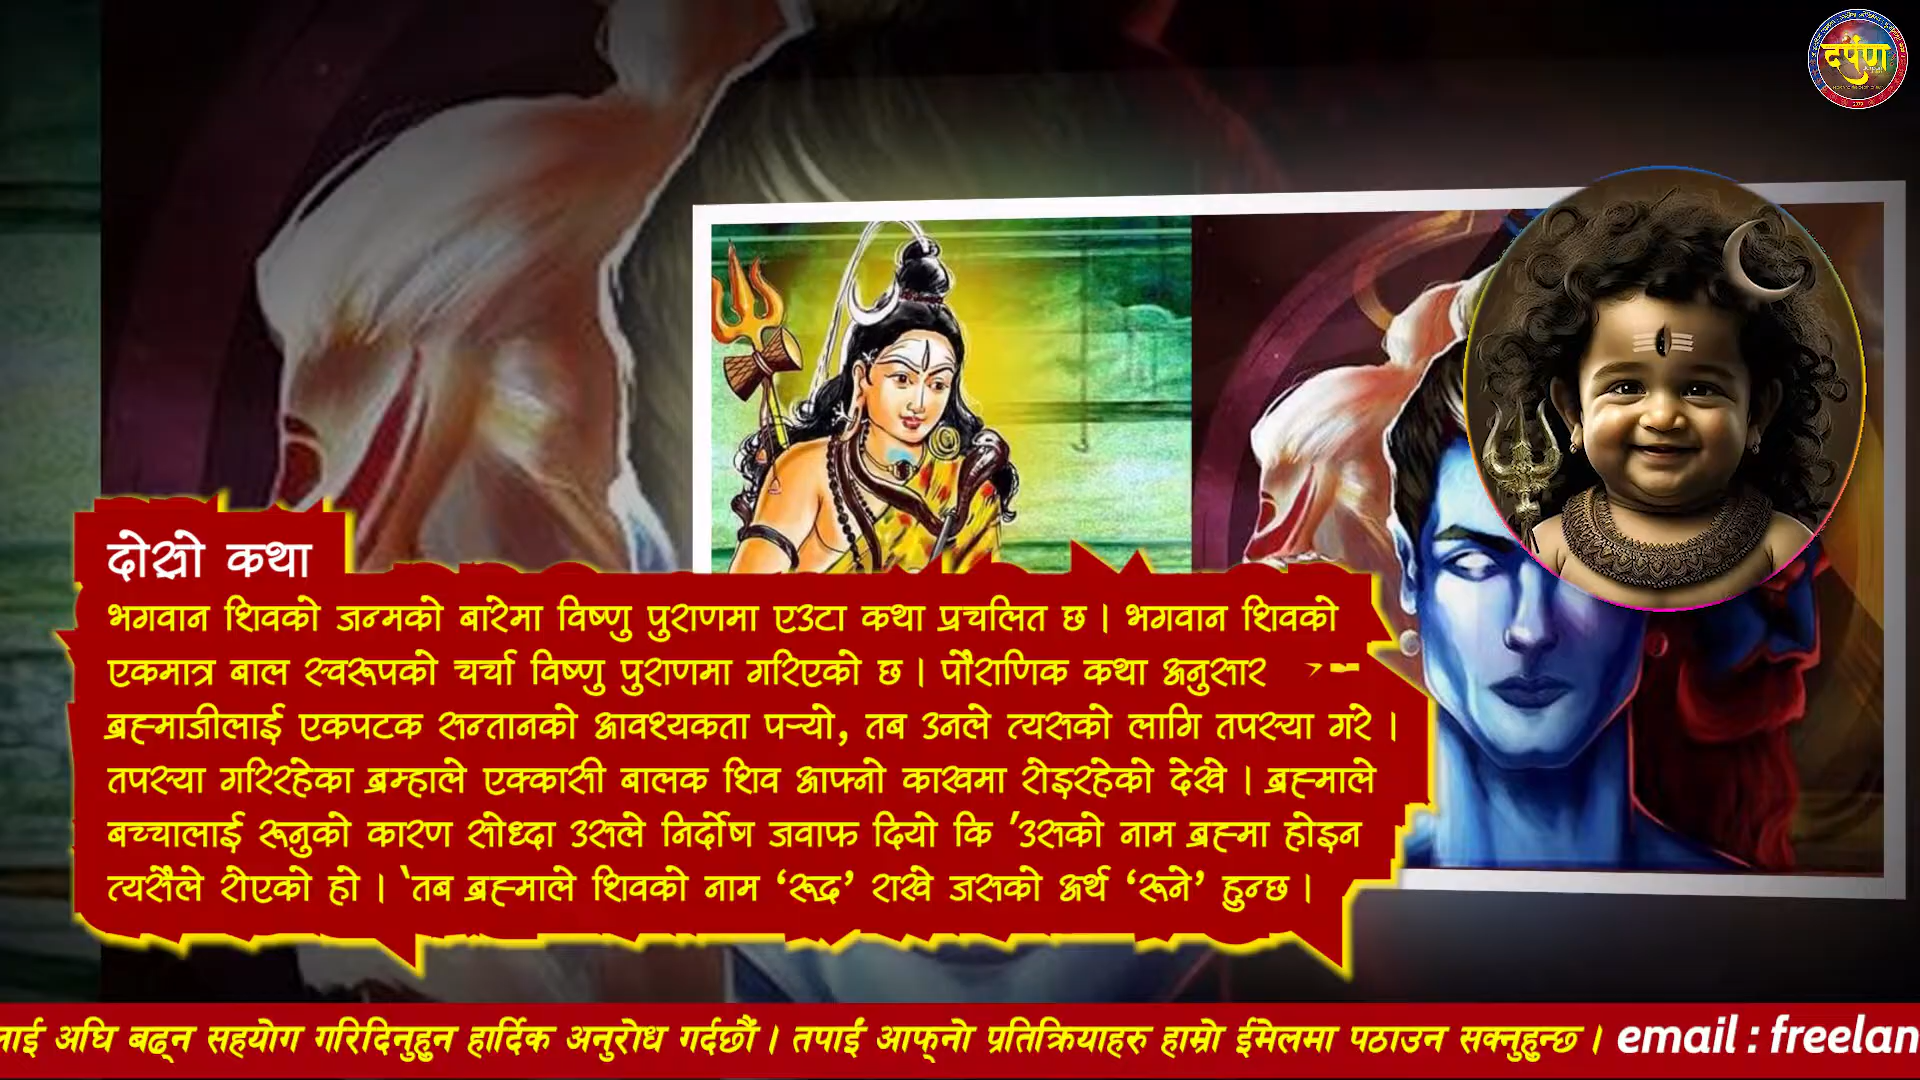 दर्पण
दोस्रो कथा
भगवान शिवको जन्मको बारेमा विष्णु पुराणमा एउटा कथा प्रचलित छ । भगवान शिवको
एकमात्र बाल स्वरूपको चर्चा विष्णु पुराणमा गरिएको छ । पौराणिक कथा अनुसार
ब्रह्माजीलाई एकपटक सन्तानको आवश्यकता पर्‍यो, तब उनले त्यसको लागि तपस्या गरे ।
तपस्या गरिरहेका ब्रम्हाले एक्कासी बालक शिव आफ्नो काखमा रोइरहेको देखे । ब्रह्माले
बच्चालाई रूनुको कारण सोध्दा उसले निर्दोष जवाफ दियो कि 'उसको नाम ब्रह्मा होइन
त्यसैले रोएको हो । 'तब ब्रह्माले शिवको नाम ‘रूद्र’ राखे जसको अर्थ ‘रूने’ हुन्छ ।
लाई अघि बढ्न सहयोग गरिदिनुहुन हार्दिक अनुरोध गर्दछौं । तपाईं आफ्‌नो प्रतिक्रियाहरु हाम्रो ईमेलमा पठाउन सक्नुहुन्छ । email : freelan